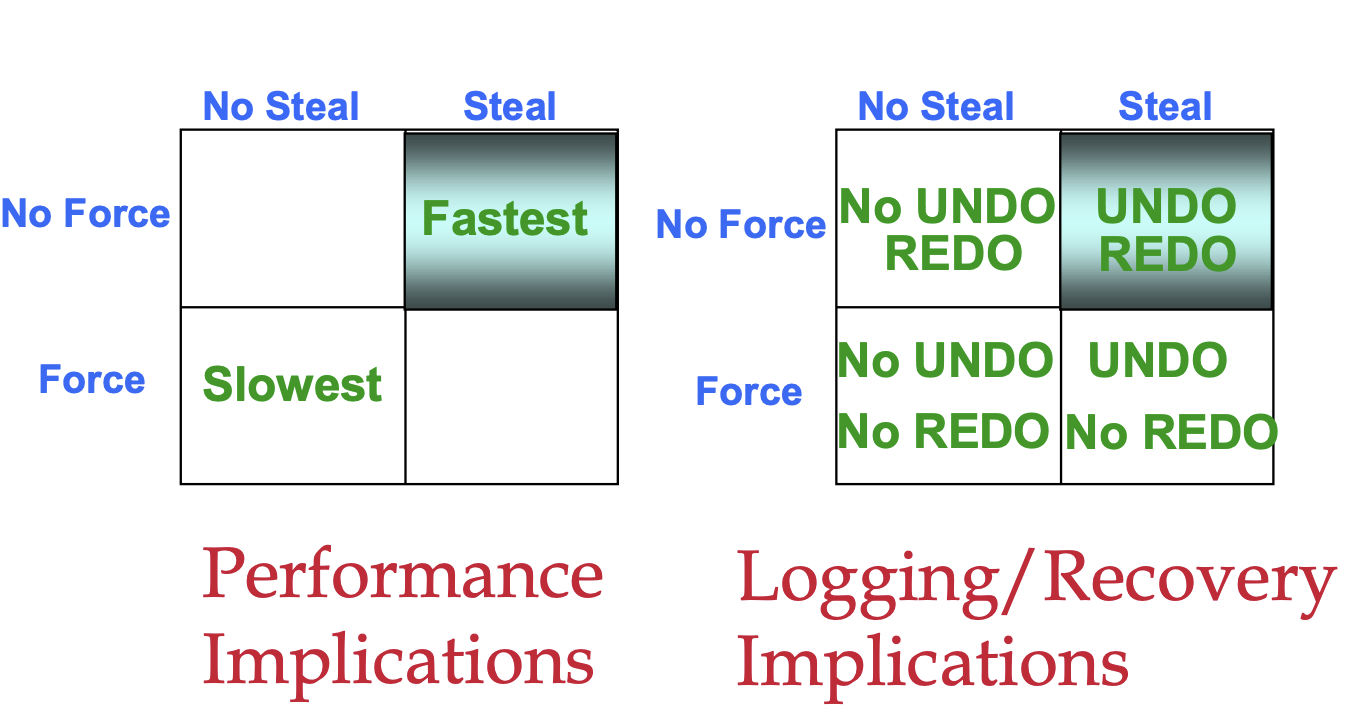 No Steal Steal
No Force Fastest
Force Slowest
Performance
Implications
No Steal Steal
No Force No UNDO UNDO
REDO REDO
Force No UNDO UNDO
No REDO No REDO
Logging/Recovery
Implications